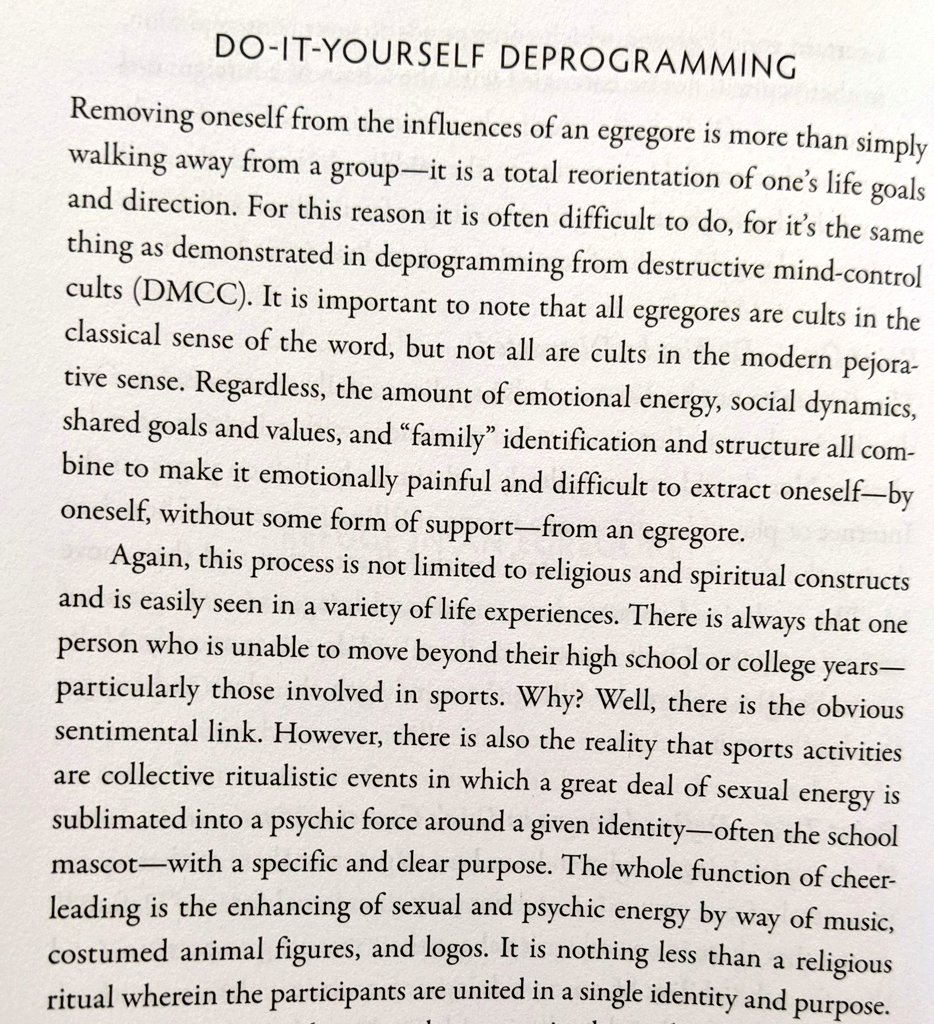 DO-IT-YOURSELF DEPROGRAMMING
Removing oneself from the influences of an egregore is more than simply
walking away from a group—it is a total reorientation of one's life goals
and direction. For this reason it is often difficult to do, for it's the same
thing as demonstrated in deprogramming from destructive mind-control
cults (DMCC). It is important to note that all egregores are cults in the
classical sense of the word, but not all are cults in the modern pejora-
tive sense. Regardless, the amount of emotional energy, social dynamics,
shared goals and values, and “family” identification and structure all com-
bine to make it emotionally painful and difficult to extract oneself—by
oneself, without some form of support—from an egregore.
Again, this process is not limited to religious and spiritual constructs
and is easily seen in a variety of life experiences. There is always that one
person who is unable to move beyond their high school or college years—
particularly those involved in sports. Why? Well, there is the obvious
sentimental link. However, there is also the reality that sports activities
are collective ritualistic events in which a great deal of sexual energy is
sublimated into a psychic force around a given identity—often the school
mascot—with a specific and clear purpose. The whole function of cheer-
leading is the enhancing of sexual and psychic energy by way of music,
costumed animal figures, and logos. It is nothing less than a religious
ritual wherein the participants are united in a single identity and purpose.